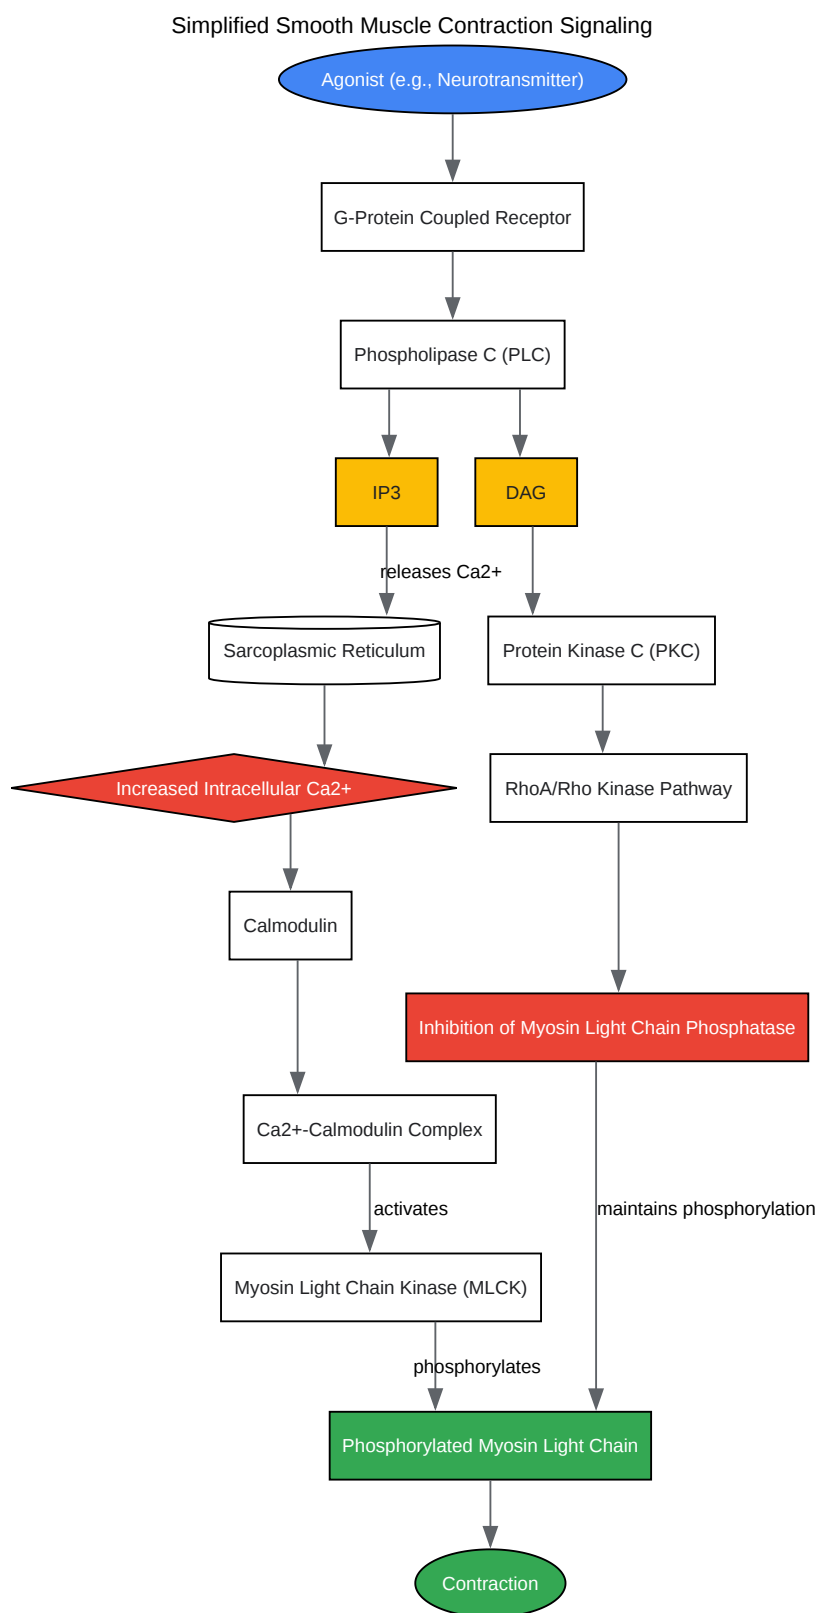 Simplified Smooth Muscle Contraction Signaling
Agonist (e.g., Neurotransmitter)
G-Protein Coupled Receptor
Phospholipase C (PLC)
IP3
DAG
releases Ca2+
Sarcoplasmic Reticulum
Protein Kinase C (PKC)
Increased Intracellular Ca2+
RhoA/Rho Kinase Pathway
Calmodulin
Inhibition of Myosin Light Chain Phosphatase
Ca2+-Calmodulin Complex
activates
maintains phosphorylation
Myosin Light Chain Kinase (MLCK)
phosphorylates
Phosphorylated Myosin Light Chain
Contraction